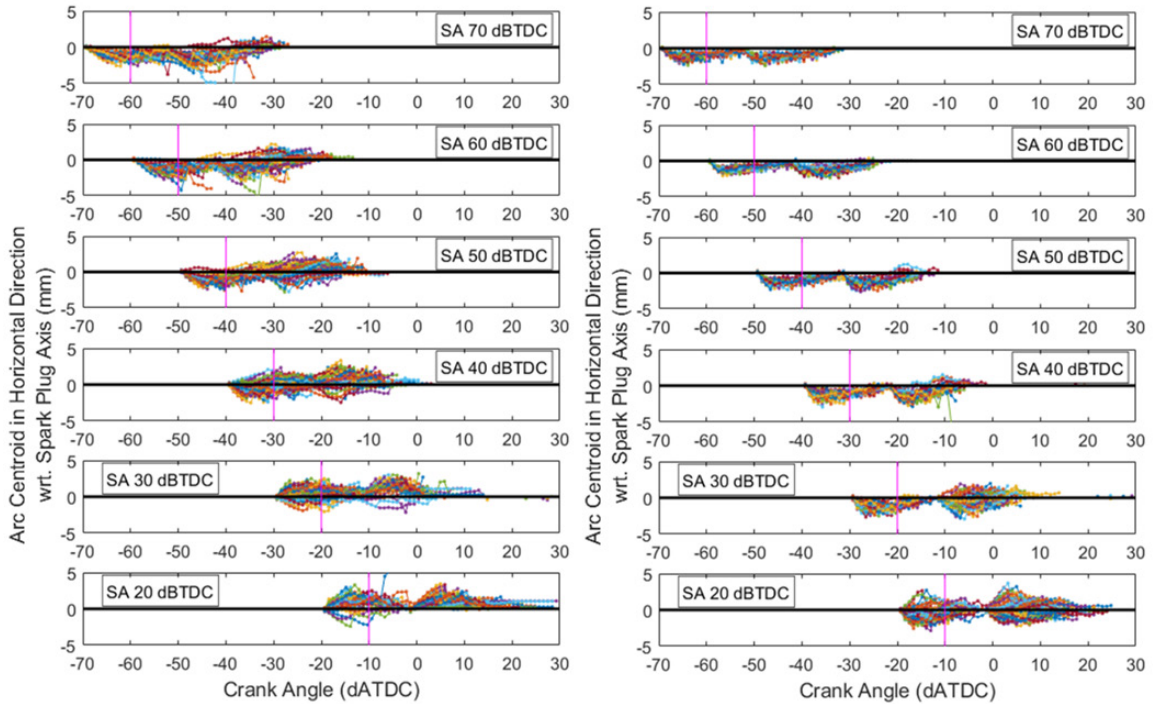 5
0
-5
SA 70 dBTDC
-70 -60 -50 -40 -30 -20 -10 0 10 20 30
5
0
-5
SA 60 dBTDC
-70 -60 -50 -40 -30 -20 -10 0 10 20 30
5
0
-5
SA 50 dBTDC
-70 -60 -50 -40 -30 -20 -10 0 10 20 30
5
0
-5
SA 40 dBTDC
-70 -60 -50 -40 -30 -20 -10 0 10 20 30
5
0
-5
SA 30 dBTDC
-70 -60 -50 -40 -30 -20 -10 0 10 20 30
5
0
-5
SA 20 dBTDC
-70 -60 -50 -40 -30 -20 -10 0 10 20 30
Arc Centroid in Horizontal Direction
wrt. Spark Plug Axis (mm)
Crank Angle (dATDC)
5
0
-5
SA 70 dBTDC
-70 -60 -50 -40 -30 -20 -10 0 10 20 30
5
0
-5
SA 60 dBTDC
-70 -60 -50 -40 -30 -20 -10 0 10 20 30
5
0
-5
SA 50 dBTDC
-70 -60 -50 -40 -30 -20 -10 0 10 20 30
5
0
-5
SA 40 dBTDC
-70 -60 -50 -40 -30 -20 -10 0 10 20 30
5
0
-5
SA 30 dBTDC
-70 -60 -50 -40 -30 -20 -10 0 10 20 30
5
0
-5
SA 20 dBTDC
-70 -60 -50 -40 -30 -20 -10 0 10 20 30
Arc Centroid in Horizontal Direction
wrt. Spark Plug Axis (mm)
Crank Angle (dATDC)